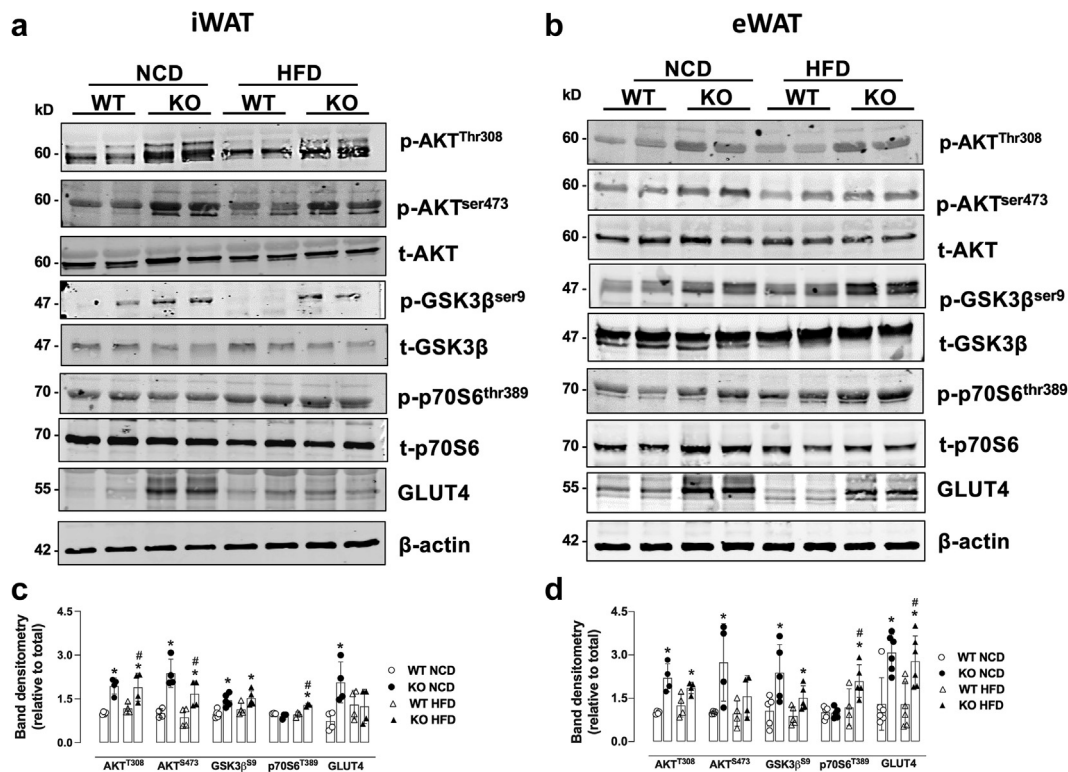 a iWAT
NCD HFD
kD WT KO WT KO
60 - p-AKTThr308
60 - p-AKTser473
60 - t-AKT
47 - p-GSK3βser9
47 - t-GSK3β
70 - p-p70S6thr389
70 - t-p70S6
55 - GLUT4
42 - β-actin
b eWAT
NCD HFD
kD WT KO WT KO
60 - p-AKTThr308
60 - p-AKTser473
60 - t-AKT
47 - p-GSK3βser9
t-GSK3β
47 -
70 - p-p70S6thr389
70 - t-p70S6
55 - GLUT4
42 - β-actin
c
Band densitometry
(relative to total)
4.5
3.0
1.5
0.0
* # * * # * * * # * *
AKTT308 AKTS473 GSK3βS9 p70S6T389 GLUT4
WT NCD
KO NCD
WT HFD
KO HFD
d
Band densitometry
(relative to total)
4.5
3.0
1.5
0.0
* * * * * # * * # *
AKTT308 AKTS473 GSK3βS9 p70S6T389 GLUT4
WT NCD
KO NCD
WT HFD
KO HFD